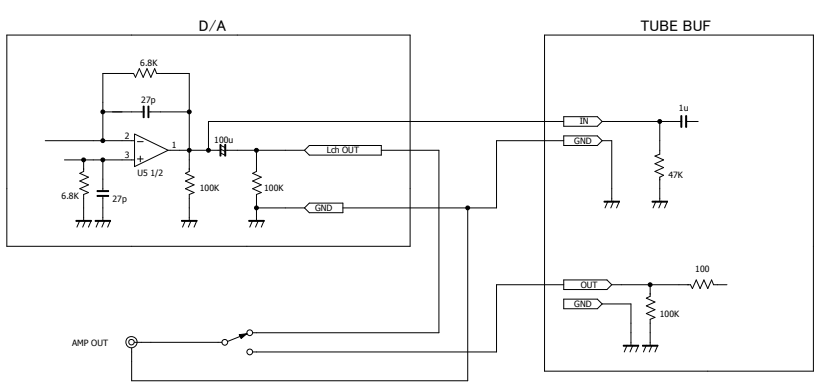 D/A
TUBE BUF
6.8K
27p
2
1
3
U5 1/2
100u
Lch OUT
6.8K
27p
100K
100K
GND
IN
1u
GND
47K
OUT
100
GND
100K
AMP OUT